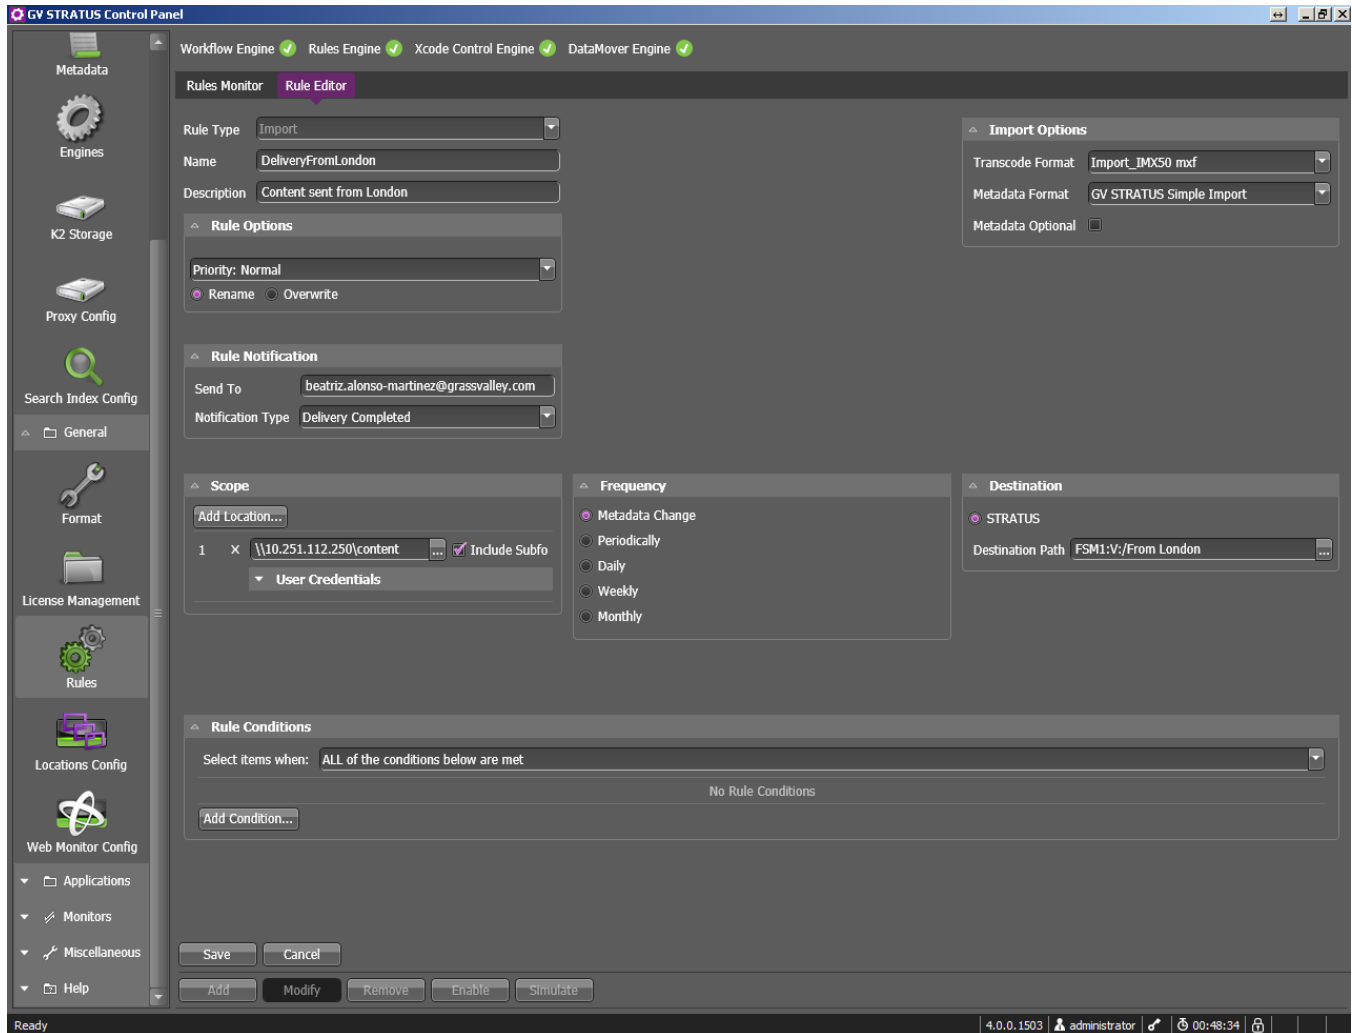 GV STRATUS Control Panel
Metadata
Engines
K2 Storage
Proxy Config
Search Index Config
General
Format
License Management
Rules
Locations Config
Web Monitor Config
Applications
Monitors
Miscellaneous
Help
Workflow Engine Rules Engine Xcode Control Engine DataMover Engine
Rules Monitor Rule Editor
Rule Type Import
Name DeliveryFromLondon
Description Content sent from London
Rule Options
Priority: Normal
Rename Overwrite
Import Options
Transcode Format Import_IMX50 mxf
Metadata Format GV STRATUS Simple Import
Metadata Optional
Rule Notification
Send To beatriz.alonso-martinez@grassvalley.com
Notification Type Delivery Completed
Scope
Add Location...
1 X \\10.251.112.250\content ... Include Subfo
User Credentials
Frequency
Metadata Change
Periodically
Daily
Weekly
Monthly
Destination
STRATUS
Destination Path FSM1:V:/From London ...
Rule Conditions
Select items when: ALL of the conditions below are met
No Rule Conditions
Add Condition...
Save Cancel
Add Modify Remove Enable Simulate
Ready 4.0.0.1503 administrator 00:48:34